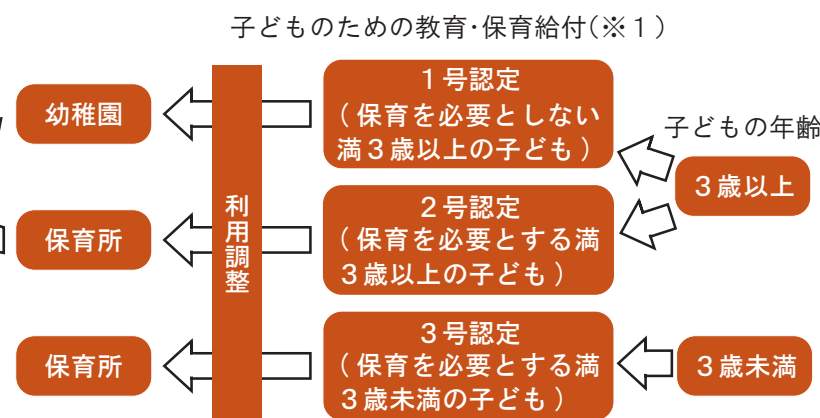 子どものための教育・保育給付(※１)
幼稚園
１号認定
(保育を必要としない
満３歳以上の子ども)
子どもの年齢
３歳以上
利用調整
保育所
２号認定
(保育を必要とする満
３歳以上の子ども)
保育所
３号認定
(保育を必要とする満
３歳未満の子ども)
３歳未満